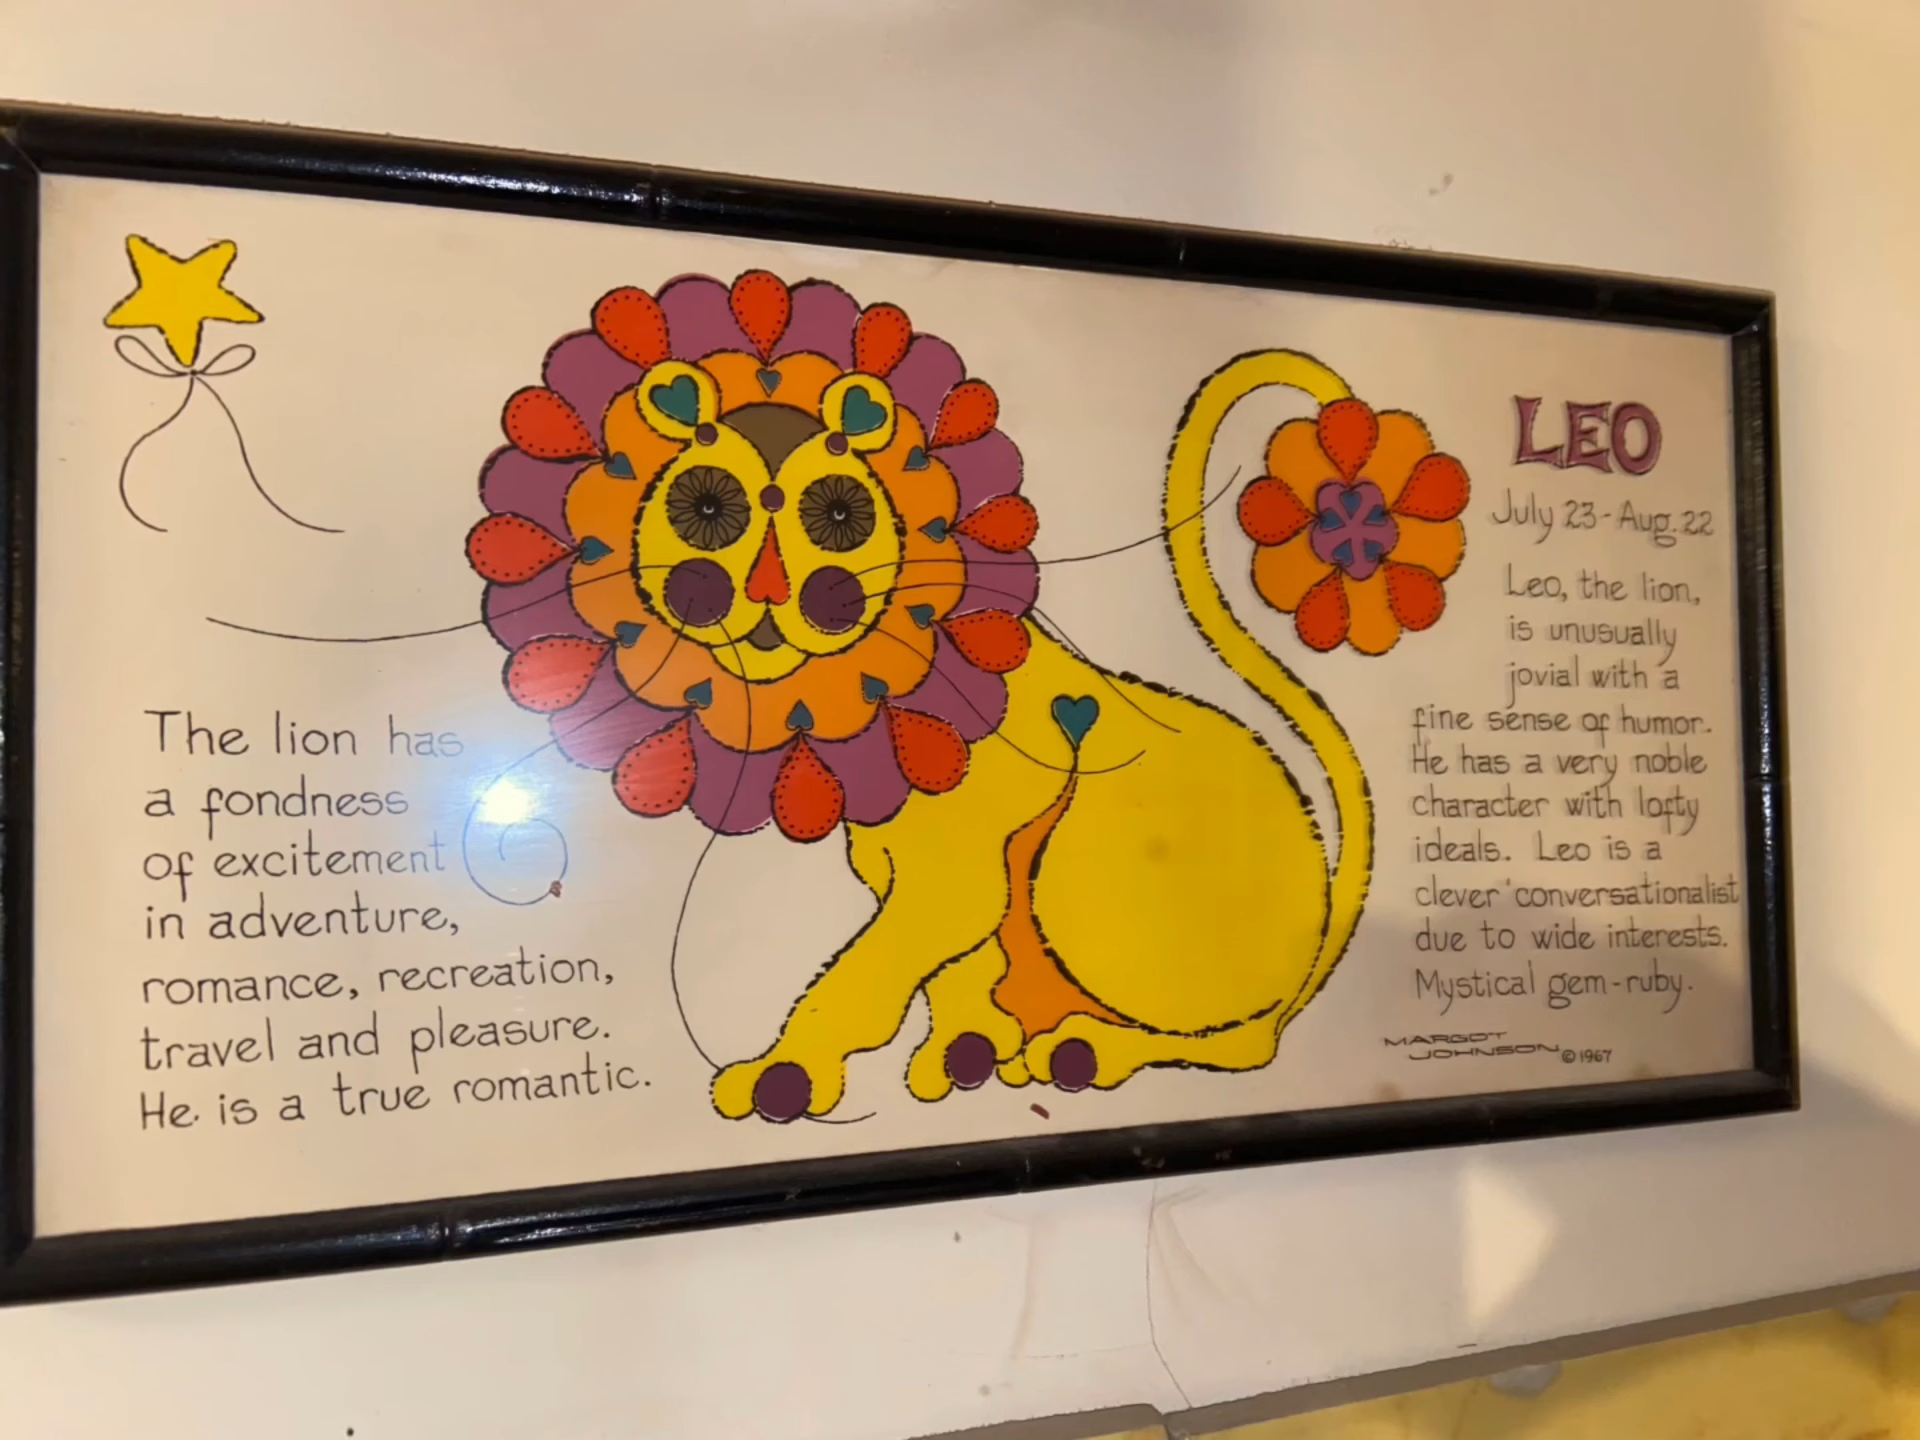 The lion has
a fondness
of excitement
in adventure,
romance, recreation,
travel and pleasure.
He is a true romantic.
LEO
July 23-Aug. 22
Leo, the lion,
is unusually
jovial with a
fine sense of humor.
He has a very noble
character with lofty
ideals. Leo is a
clever conversationalist
due to wide interests.
Mystical gem-ruby.
MARGOT
JOHNSON © 1967